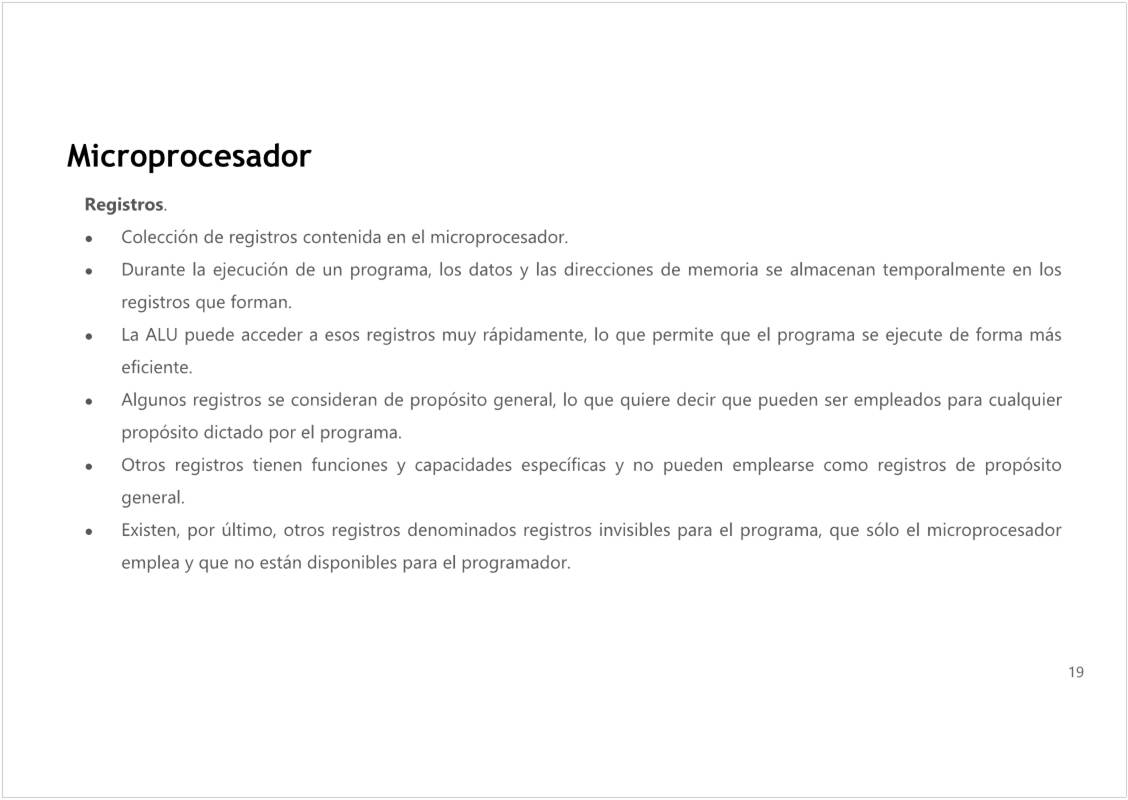 Microprocesador
Registros.
● Colección de registros contenida en el microprocesador.
● Durante la ejecución de un programa, los datos y las direcciones de memoria se almacenan temporalmente en los
registros que forman.
● La ALU puede acceder a esos registros muy rápidamente, lo que permite que el programa se ejecute de forma más
eficiente.
● Algunos registros se consideran de propósito general, lo que quiere decir que pueden ser empleados para cualquier
propósito dictado por el programa.
● Otros registros tienen funciones y capacidades específicas y no pueden emplearse como registros de propósito
general.
● Existen, por último, otros registros denominados registros invisibles para el programa, que sólo el microprocesador
emplea y que no están disponibles para el programador.
19